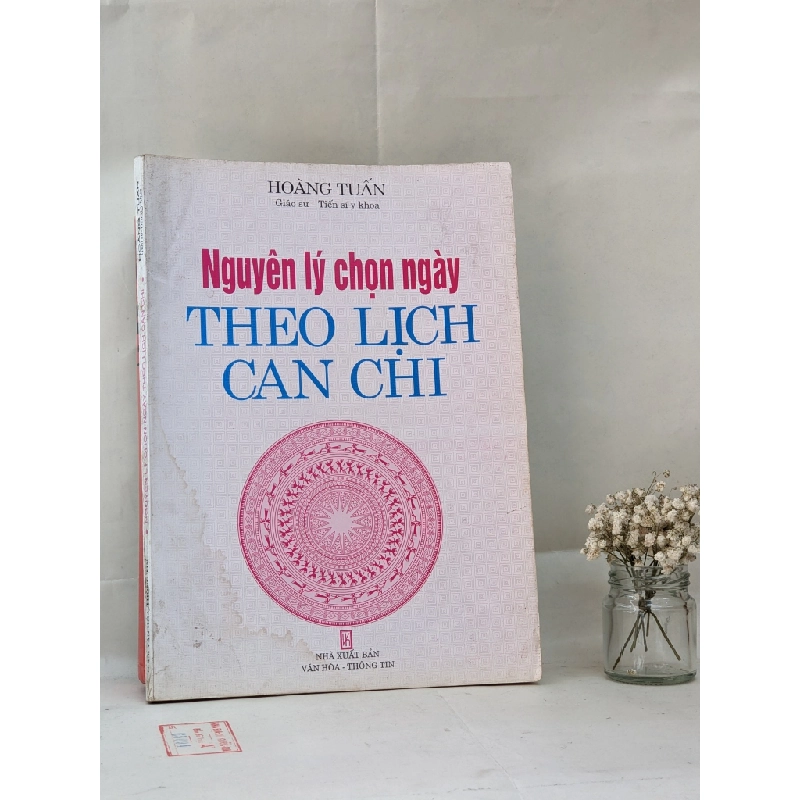 HOÀNG TUẤN
Giáo sư - Tiến sĩ y khoa
Nguyên lý chọn ngày
THEO LỊCH
CAN CHI
NHÀ XUẤT BẢN
VĂN HÓA - THÔNG TIN